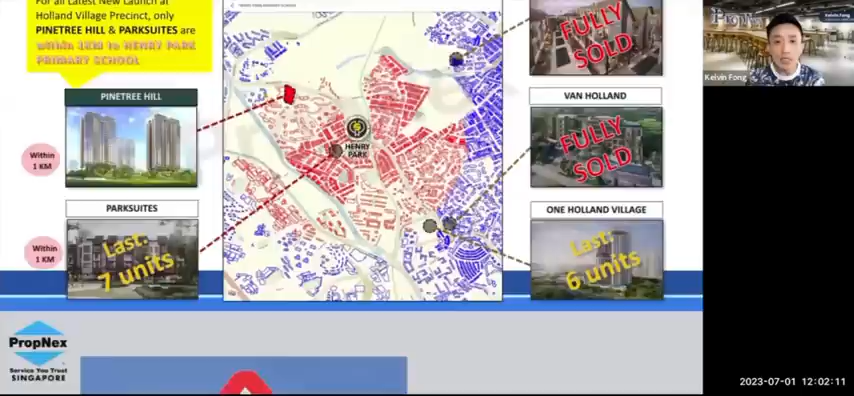 For all Latest New Launch at
Holland Village Precinct, only
PINETREE HILL & PARKSUITES are
within 1KM to HENRY PARK
PRIMARY SCHOOL
PINETREE HILL
Within
1 KM
PARKSUITES
Within
1 KM
Last:
7 units
HENRY
PARK
FULLY
SOLD
VAN HOLLAND
FULLY
SOLD
ONE HOLLAND VILLAGE
Last:
6 units
PropNex
Service You Trust
SINGAPORE
Kelvin Fong
Kelvin Fong
2023-07-01 12:02:11